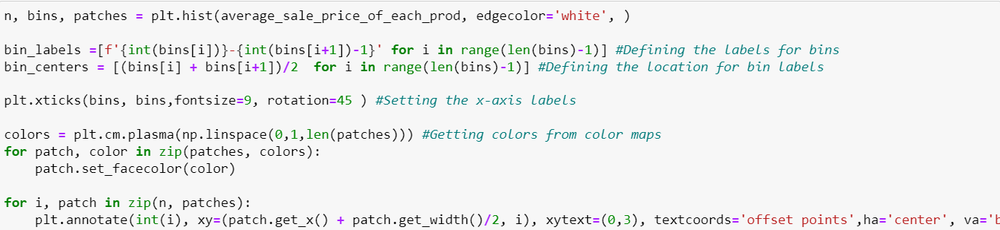 n, bins, patches = plt.hist(average_sale_price_of_each_prod, edgecolor='white', )
bin_labels =[f'{int(bins[i])}-{int(bins[i+1])-1}' for i in range(len(bins)-1)] #Defining the labels for bins
bin_centers = [(bins[i] + bins[i+1])/2  for i in range(len(bins)-1)] #Defining the location for bin labels
plt.xticks(bins, bins,fontsize=9, rotation=45 ) #Setting the x-axis labels
colors = plt.cm.plasma(np.linspace(0,1,len(patches))) #Getting colors from color maps
for patch, color in zip(patches, colors):
    patch.set_facecolor(color)
for i, patch in zip(n, patches):
    plt.annotate(int(i), xy=(patch.get_x() + patch.get_width()/2, i), xytext=(0,3), textcoords='offset points',ha='center', va='b